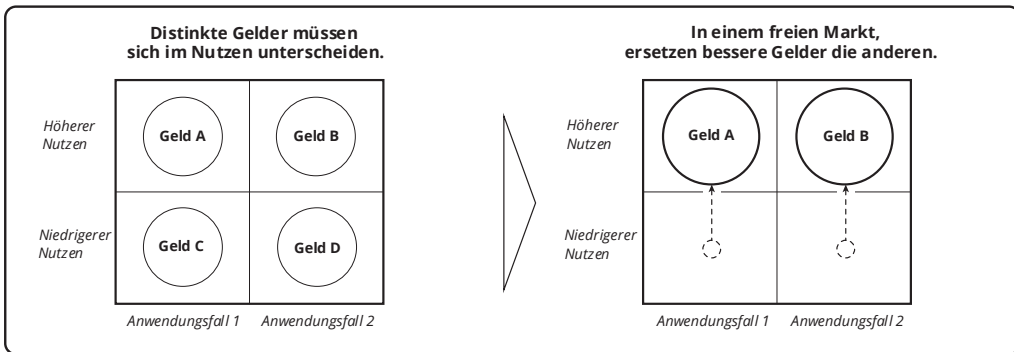 Distinkte Gelder müssen
sich im Nutzen unterscheiden.
Höherer
Nutzen
Geld A
Geld B
Niedrigerer
Nutzen
Geld C
Geld D
Anwendungsfall 1
Anwendungsfall 2
In einem freien Markt,
ersetzen bessere Gelder die anderen.
Höherer
Nutzen
Geld A
Geld B
Niedrigerer
Nutzen
Anwendungsfall 1
Anwendungsfall 2